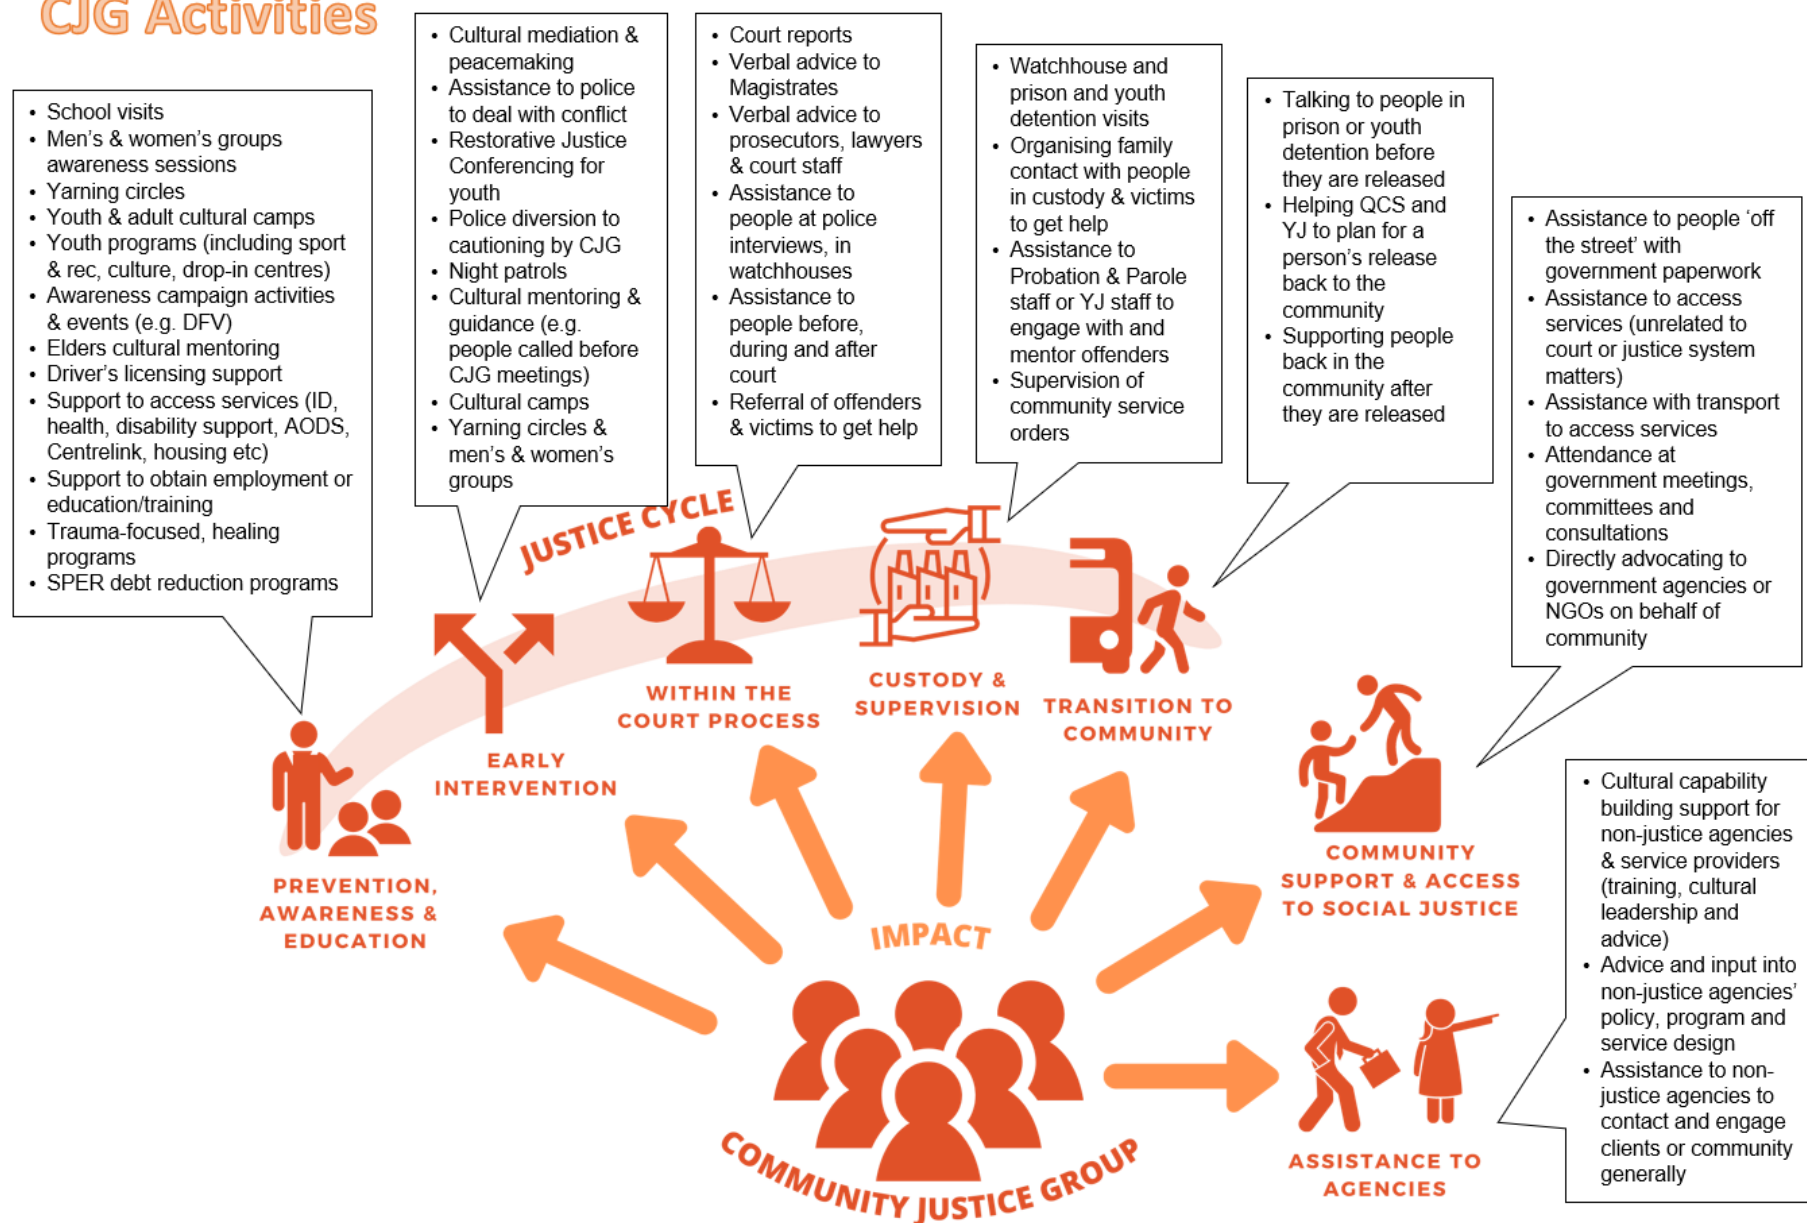 CJG Activities
• School visits
• Men's & women's groups
awareness sessions
• Yarning circles
• Youth & adult cultural camps
• Youth programs (including sport
& rec, culture, drop-in centres)
• Awareness campaign activities
& events (e.g. DFV)
• Elders cultural mentoring
• Driver's licensing support
• Support to access services (ID,
health, disability support, AODS,
Centrelink, housing etc)
• Support to obtain employment or
education/training
• Trauma-focused, healing
programs
• SPER debt reduction programs
• Cultural mediation &
peacemaking
• Assistance to police
to deal with conflict
• Restorative Justice
Conferencing for
youth
• Police diversion to
cautioning by CJG
• Night patrols
• Cultural mentoring &
guidance (e.g.
people called before
CJG meetings)
• Cultural camps
• Yarning circles &
men's & women's
groups
• Court reports
• Verbal advice to
Magistrates
• Verbal advice to
prosecutors, lawyers
& court staff
• Assistance to
people at police
interviews, in
watchhouses
• Assistance to
people before,
during and after
court
• Referral of offenders
& victims to get help
• Watchhouse and
prison and youth
detention visits
• Organising family
contact with people
in custody & victims
to get help
• Assistance to
Probation & Parole
staff or YJ staff to
engage with and
mentor offenders
• Supervision of
community service
orders
• Talking to people in
prison or youth
detention before
they are released
• Helping QCS and
YJ to plan for a
person's release
back to the
community
• Supporting people
back in the
community after
they are released
• Assistance to people ‘off
the street’ with
government paperwork
• Assistance to access
services (unrelated to
court or justice system
matters)
• Assistance with transport
to access services
• Attendance at
government meetings,
committees and
consultations
• Directly advocating to
government agencies or
NGOs on behalf of
community
• Cultural capability
building support for
non-justice agencies
& service providers
(training, cultural
leadership and
advice)
• Advice and input into
non-justice agencies'
policy, program and
service design
• Assistance to non-
justice agencies to
contact and engage
clients or community
generally
JUSTICE CYCLE
PREVENTION,
AWARENESS &
EDUCATION
EARLY
INTERVENTION
WITHIN THE
COURT PROCESS
CUSTODY &
SUPERVISION
TRANSITION TO
COMMUNITY
COMMUNITY
SUPPORT & ACCESS
TO SOCIAL JUSTICE
ASSISTANCE TO
AGENCIES
IMPACT
COMMUNITY JUSTICE GROUP